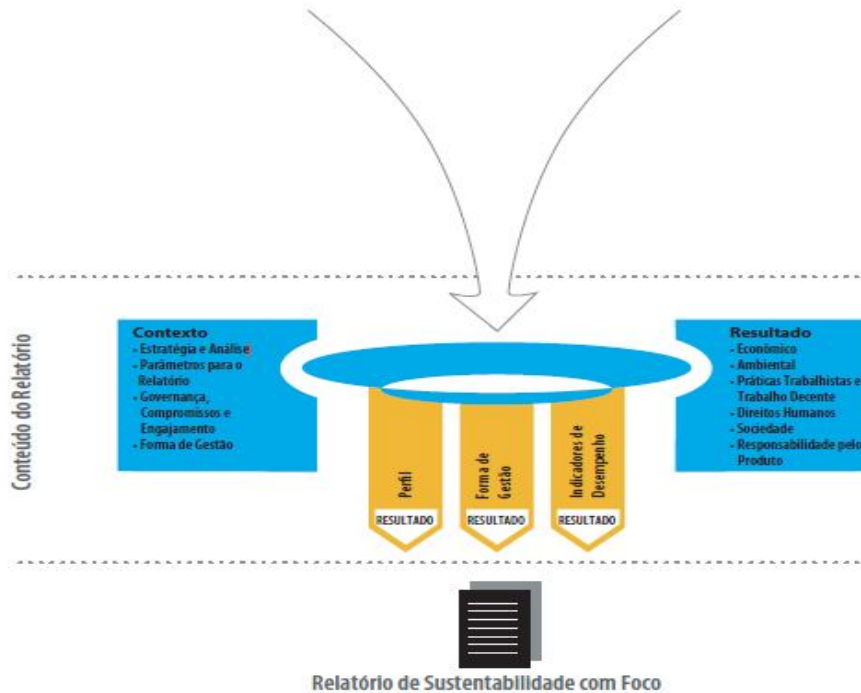 Conteúdo do Relatório
Contexto
- Estratégia e Análise
- Parâmetros para o
Relatório
- Governança,
Compromissos e
Engajamento
- Forma de Gestão
Perfil
RESULTADO
Forma de
Gestão
RESULTADO
Indicadores de
Desempenho
RESULTADO
Resultado
- Econômico
- Ambiental
- Práticas Trabalhistas e
Trabalho Decente
- Direitos Humanos
- Sociedade
- Responsabilidade pelo
Produto
Relatório de Sustentabilidade com Foco